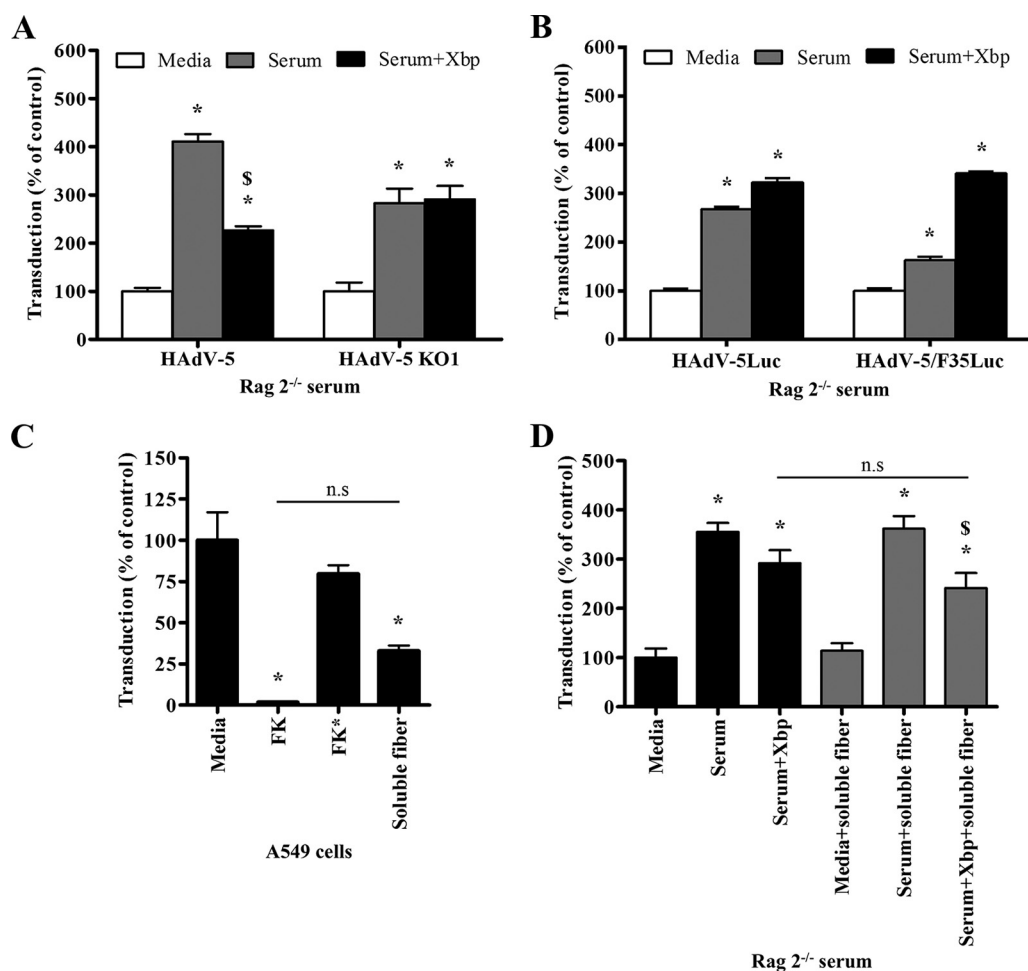 A
Transduction (% of control)
600
500
400
300
200
100
0
Media Serum Serum+Xbp
*
$
*
*
*
HAdV-5 HAdV-5 KO1
Rag 2-/- serum
B
Transduction (% of control)
600
500
400
300
200
100
0
Media Serum Serum+Xbp
*
*
*
*
HAdV-5Luc HAdV-5/F35Luc
Rag 2-/- serum
C
Transduction (% of control)
150
125
100
75
50
25
0
n.s
*
*
Media
FK
FK*
Soluble fiber
A549 cells
D
Transduction (% of control)
500
400
300
200
100
0
n.s
*
*
*
$
*
Media
Serum
Serum+Xbp
Media+soluble fiber
Serum+soluble fiber
Serum+Xbp+soluble fiber
Rag 2-/- serum